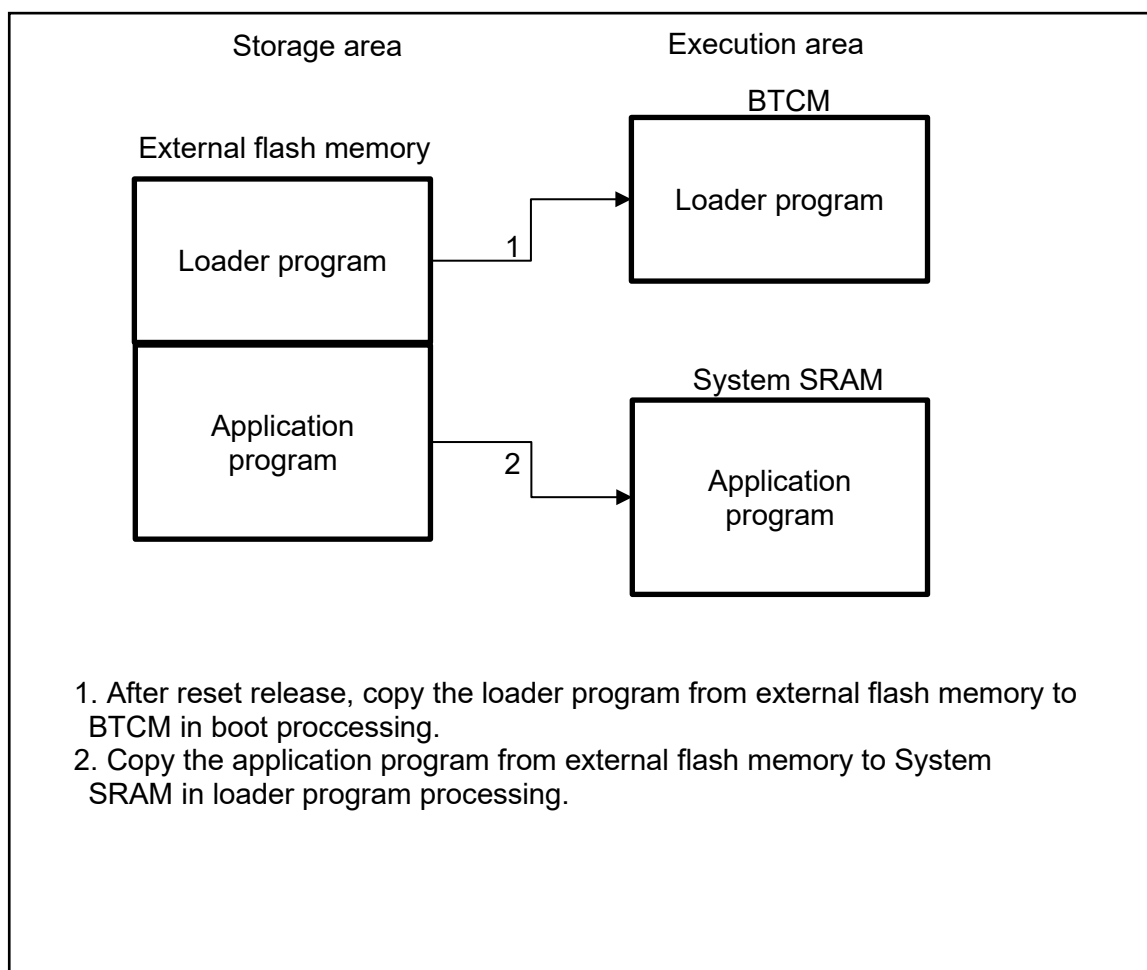 Storage area
Execution area
BTCM
External flash memory
Loader program
Loader program
1
System SRAM
Application
program
2
Application
program
1. After reset release, copy the loader program from external flash memory to
BTCM in boot proccessing.
2. Copy the application program from external flash memory to System
SRAM in loader program processing.